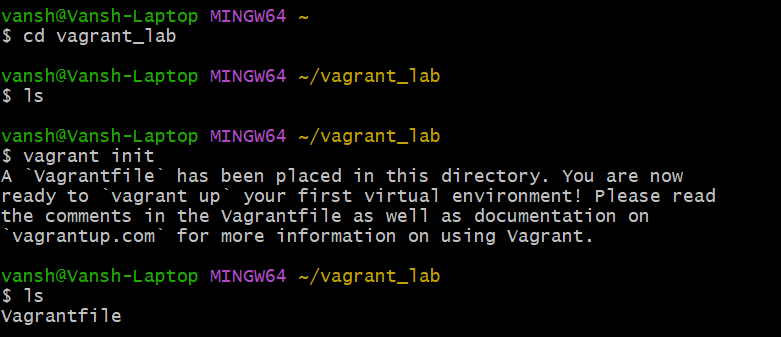 vansh@Vansh-Laptop MINGW64 ~
$ cd vagrant_lab
vansh@Vansh-Laptop MINGW64 ~/vagrant_lab
$ ls
vansh@Vansh-Laptop MINGW64 ~/vagrant_lab
$ vagrant init
A `Vagrantfile` has been placed in this directory. You are now
ready to `vagrant up` your first virtual environment! Please read
the comments in the Vagrantfile as well as documentation on
`vagrantup.com` for more information on using Vagrant.
vansh@Vansh-Laptop MINGW64 ~/vagrant_lab
$ ls
Vagrantfile